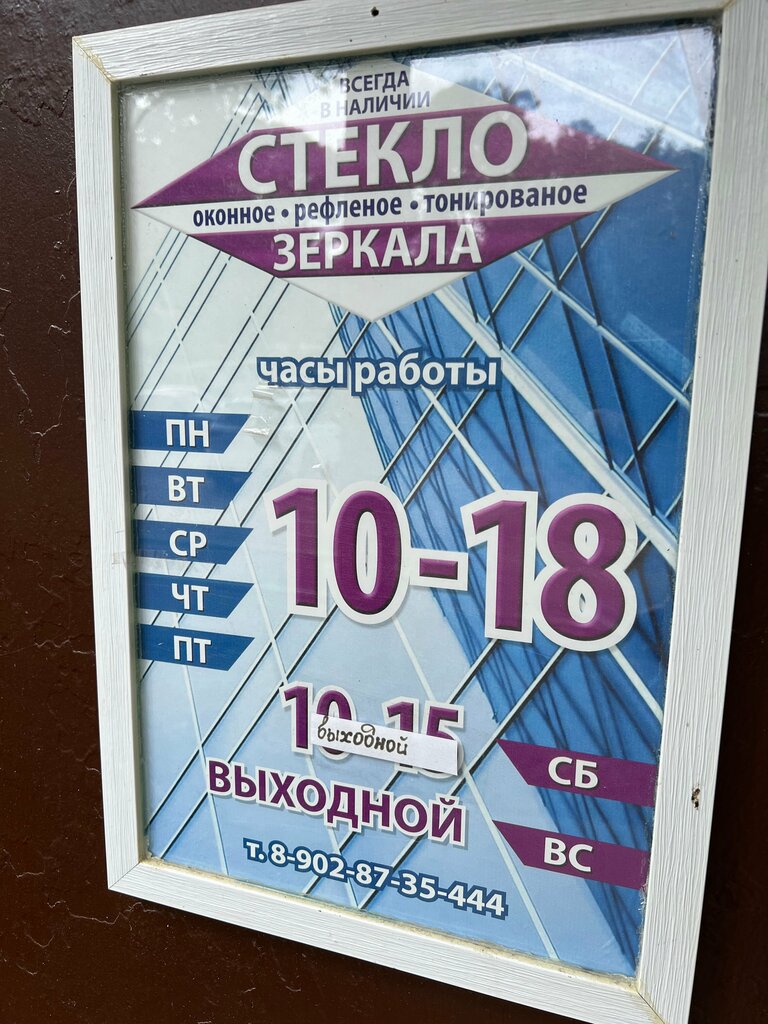 ВСЕГДА
В НАЛИЧИИ
СТЕКЛО
оконное • рефленое • тонированое
ЗЕРКАЛА
часы работы
ПН
ВТ
СР
ЧТ
ПТ
10-18
10-15
выходной
СБ
ВЫХОДНОЙ
ВС
т. 8-902-87-35-444